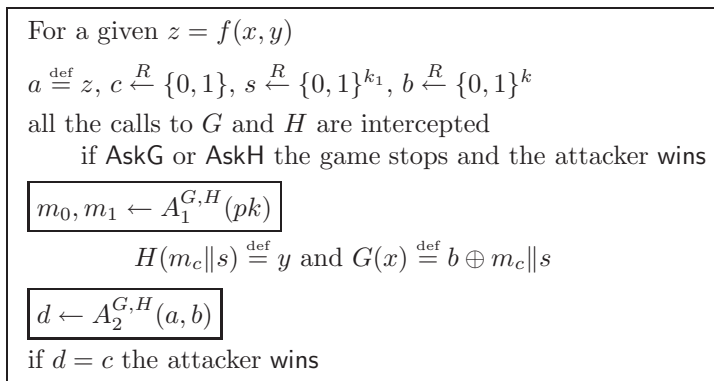 For a given z = f(x, y)
a ≝ z, c ←ᴿ {0, 1}, s ←ᴿ {0, 1}^{k₁}, b ←ᴿ {0, 1}^k
all the calls to G and H are intercepted
if AskG or AskH the game stops and the attacker wins
m₀, m₁ ← A₁^{G,H}(pk)
H(m_c‖s) ≝ y and G(x) ≝ b ⊕ m_c‖s
d ← A₂^{G,H}(a, b)
if d = c the attacker wins